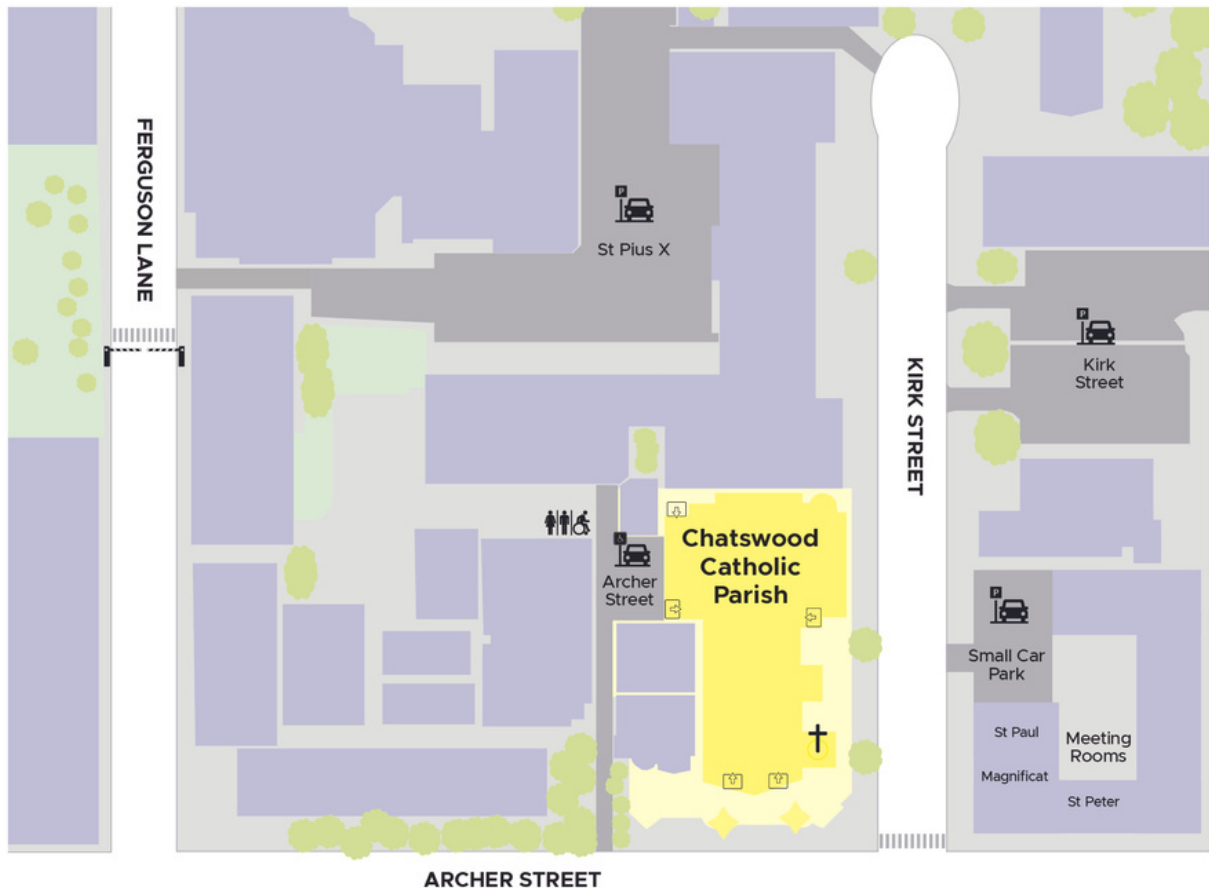 FERGUSON LANE
P
St Pius X
KIRK STREET
P
Kirk
Street
Chatswood
Catholic
Parish
Archer
Street
P
Small Car
Park
St Paul
Magnificat
Meeting
Rooms
St Peter
ARCHER STREET